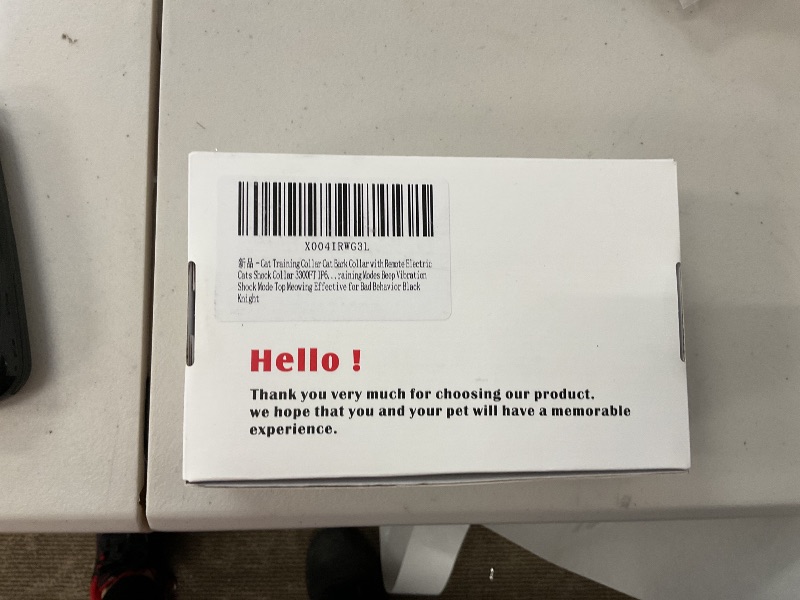 X004IRWG3L
新品 - Cat Training Collar Cat Bark Collar with Remote Electric
Cats Shock Collar 3300FT IP6... raining Modes Beep Vibration
Shock Mode Top Meowing Effective for Bad Behavior Black
Knight
Hello !
Thank you very much for choosing our product.
we hope that you and your pet will have a memorable
experience.